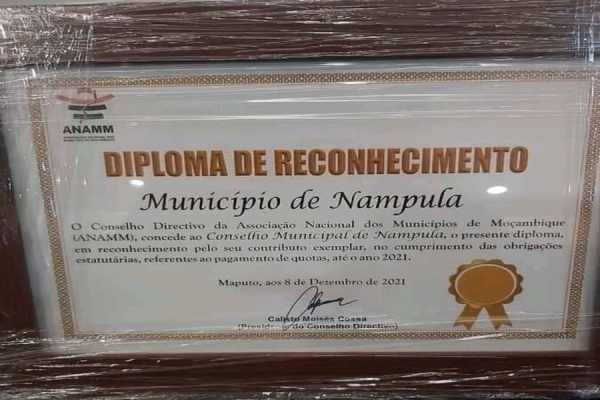 ANAMM
DIPLOMA DE RECONHECIMENTO
Município de Nampula
O Conselho Directivo da Associação Nacional dos Municípios de Moçambique
(ANAMM), concede ao Conselho Municipal de Nampula, o presente diploma,
em reconhecimento pelo seu contributo exemplar, no cumprimento das obrigações
estatutárias, referentes ao pagamento de quotas, até o ano 2021.
Maputo, aos 8 de Dezembro de 2021
Calisto Moisés Cossa
(Presidente do Conselho Directivo)